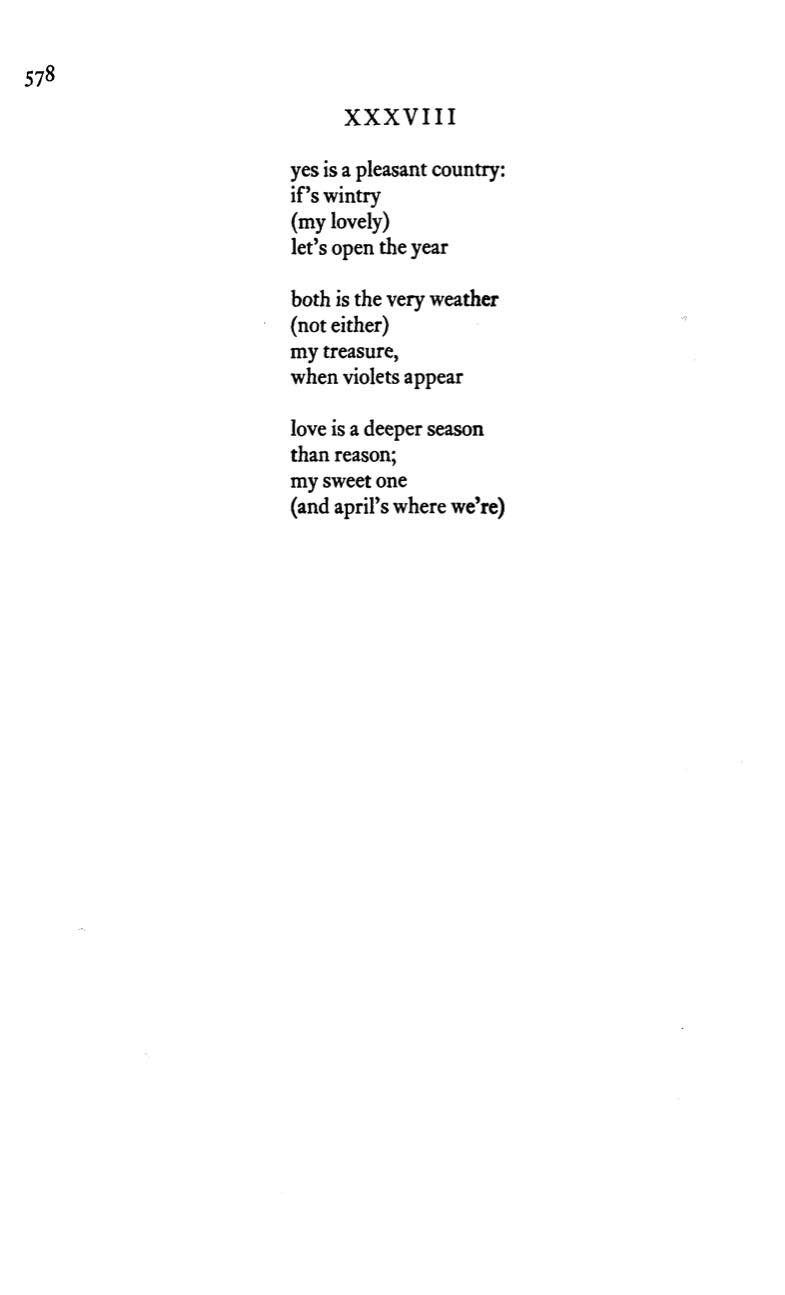 578
XXXVIII
yes is a pleasant country:
if’s wintry
(my lovely)
let’s open the year
both is the very weather
(not either)
my treasure,
when violets appear
love is a deeper season
than reason;
my sweet one
(and april’s where we’re)